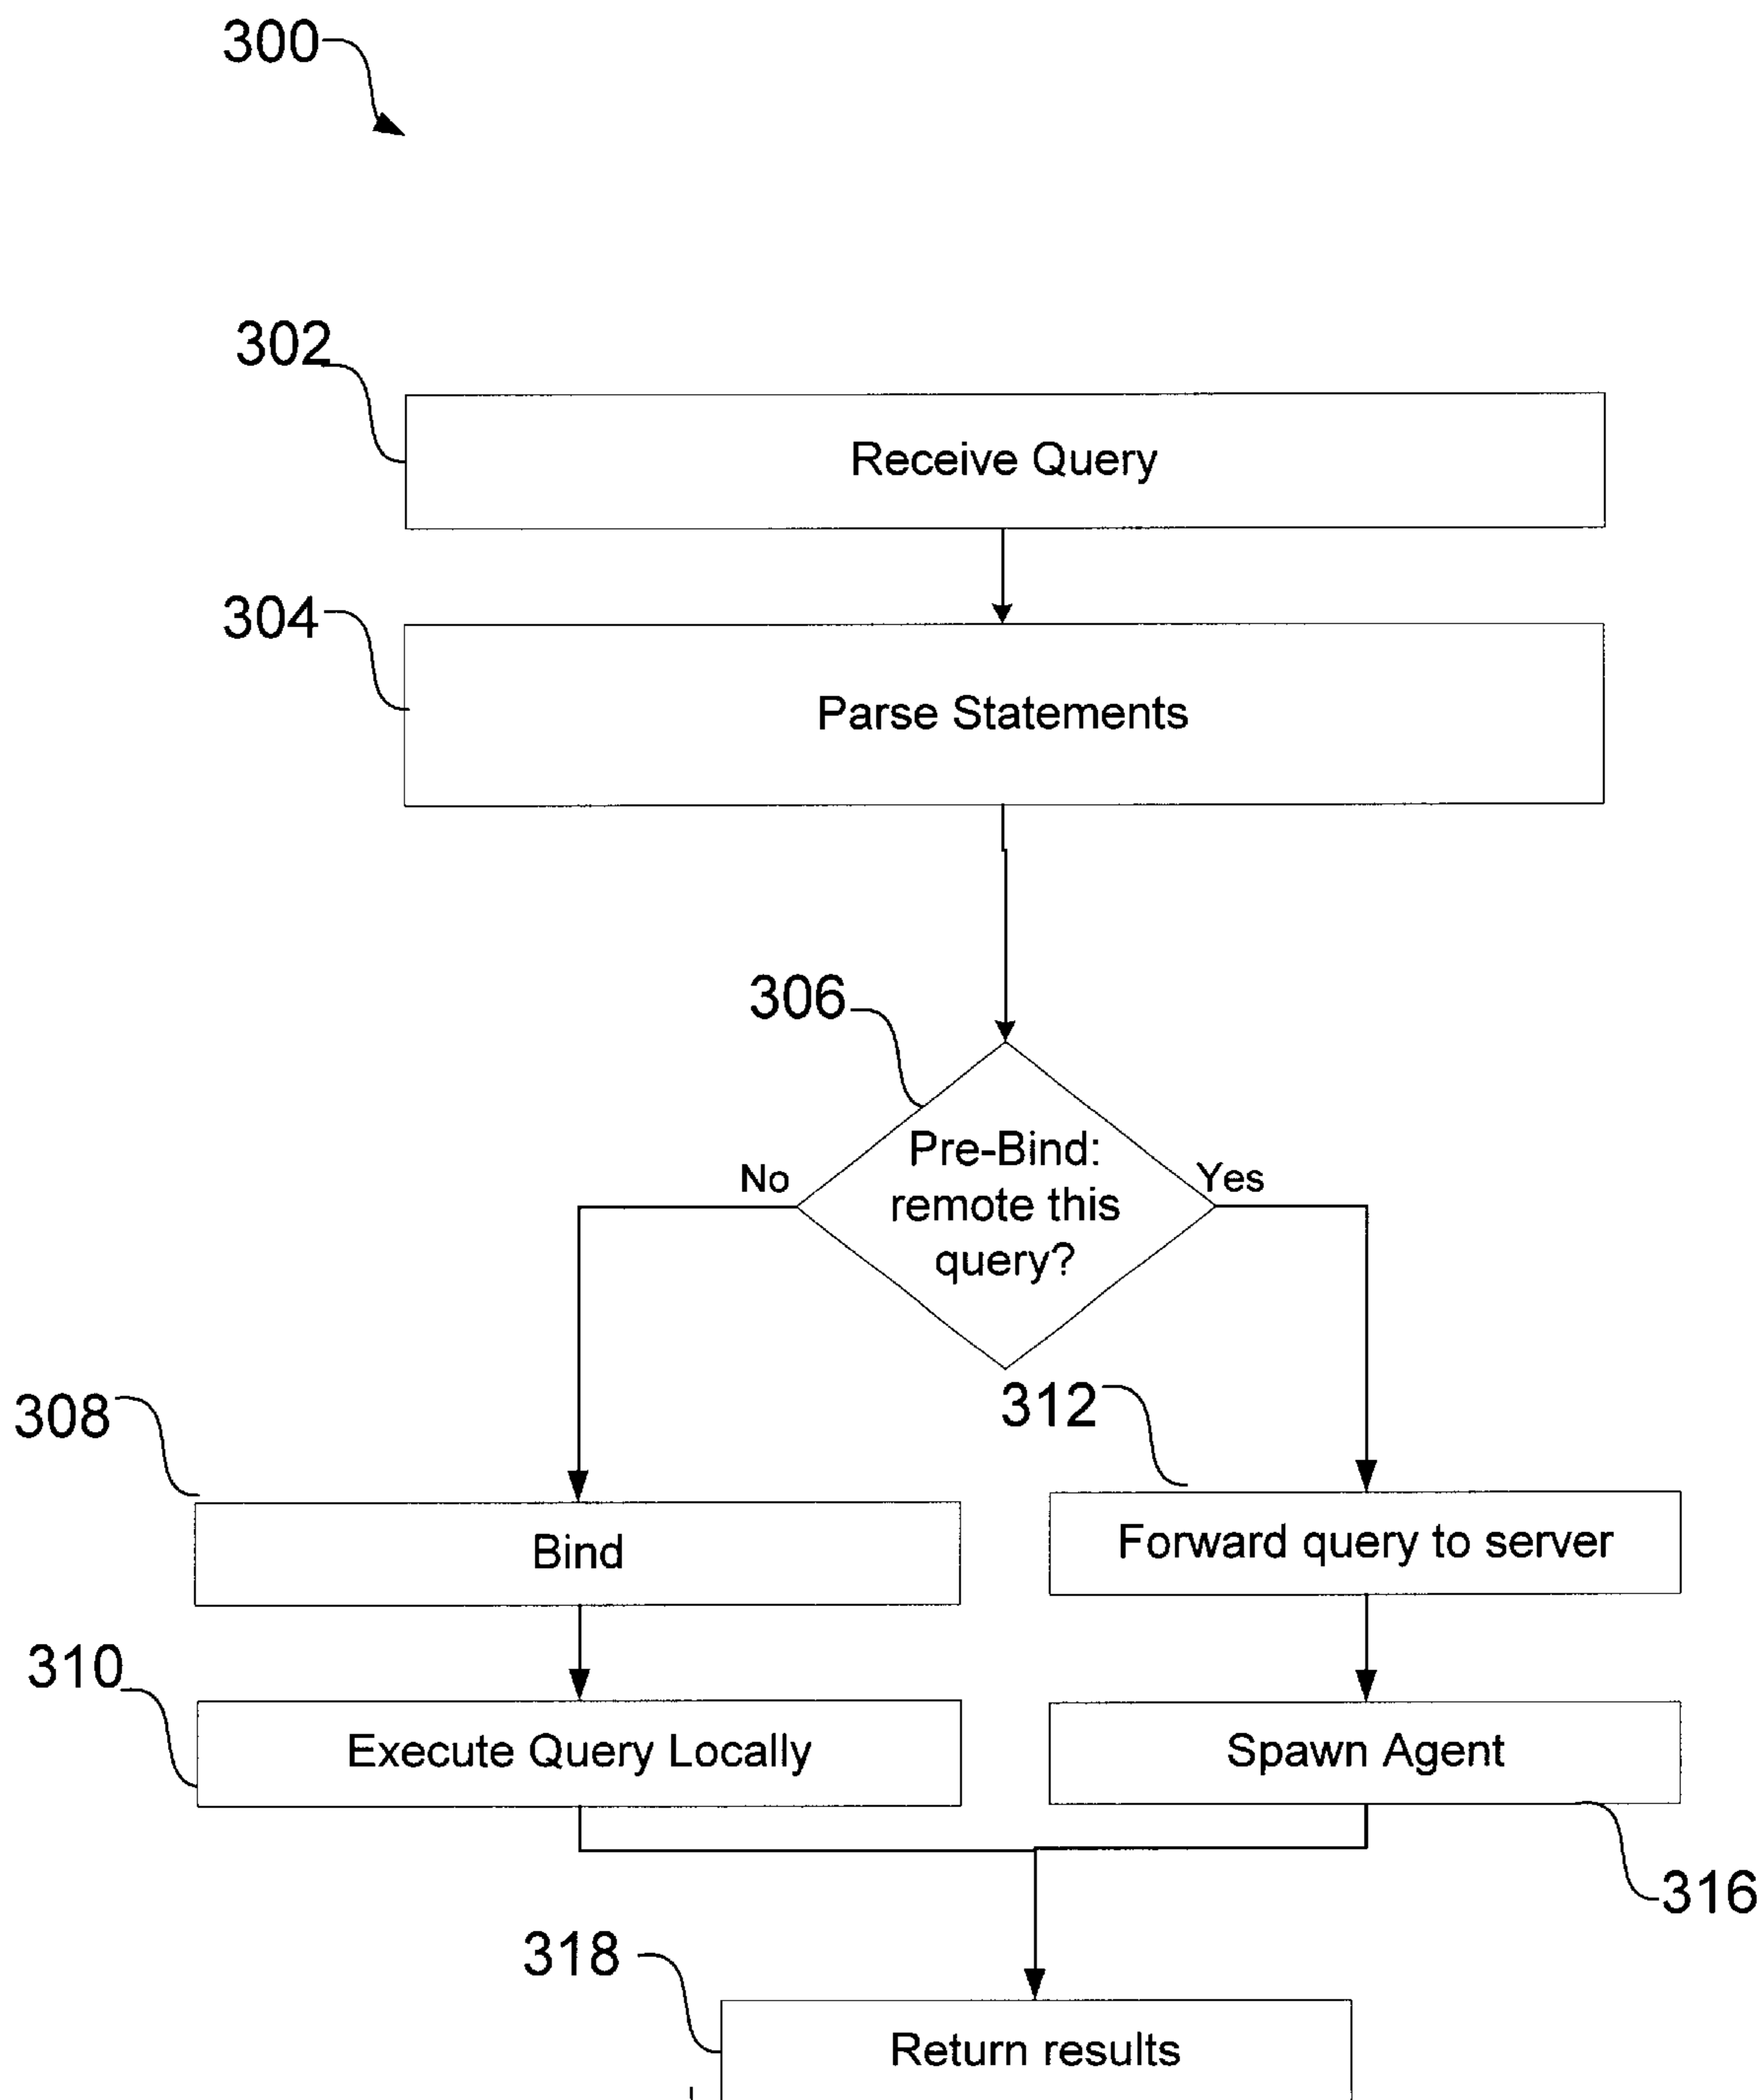 300
302
Receive Query
304
Parse Statements
306
Pre-Bind:
remote this
query?
No
Yes
308
312
Bind
Forward query to server
310
Execute Query Locally
Spawn Agent
316
318
Return results